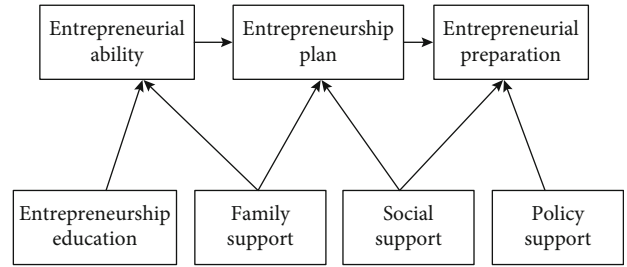 Entrepreneurial
ability
Entrepreneurship
plan
Entrepreneurial
preparation
Entrepreneurship
education
Family
support
Social
support
Policy
support